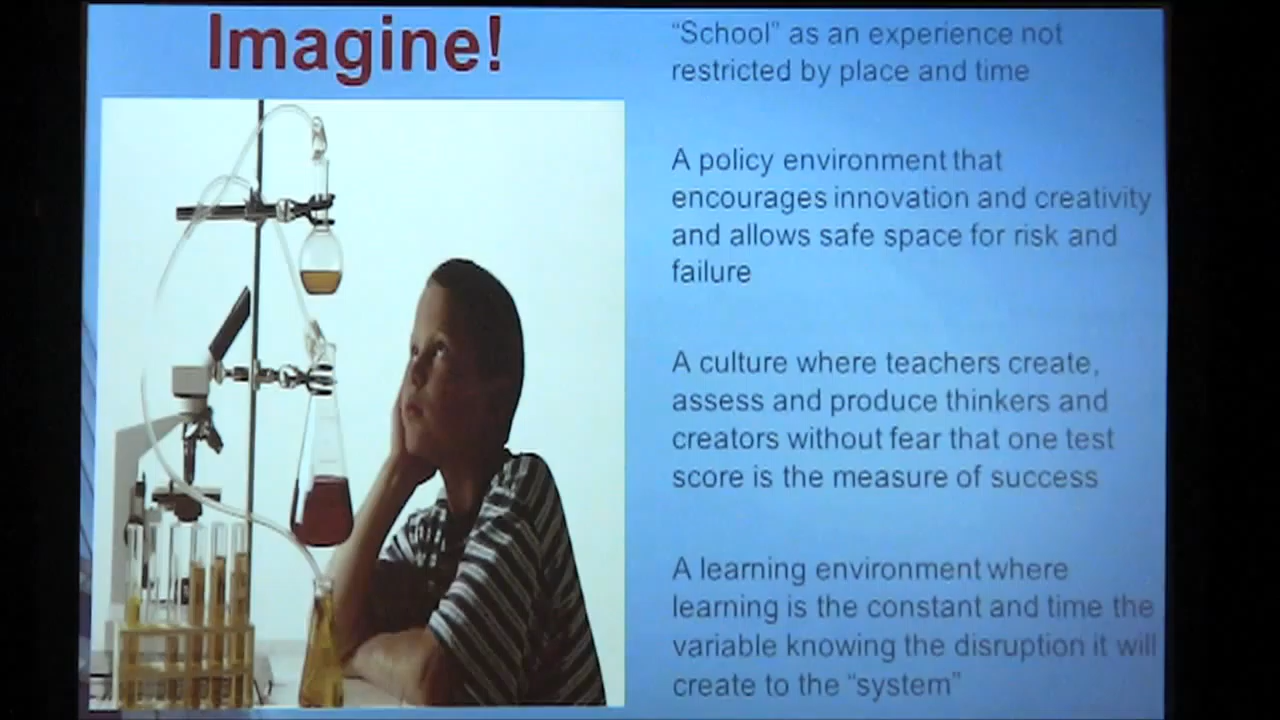 Imagine!
“School” as an experience not
restricted by place and time
A policy environment that
encourages innovation and creativity
and allows safe space for risk and
failure
A culture where teachers create,
assess and produce thinkers and
creators without fear that one test
score is the measure of success
A learning environment where
learning is the constant and time the
variable knowing the disruption it will
create to the “system”